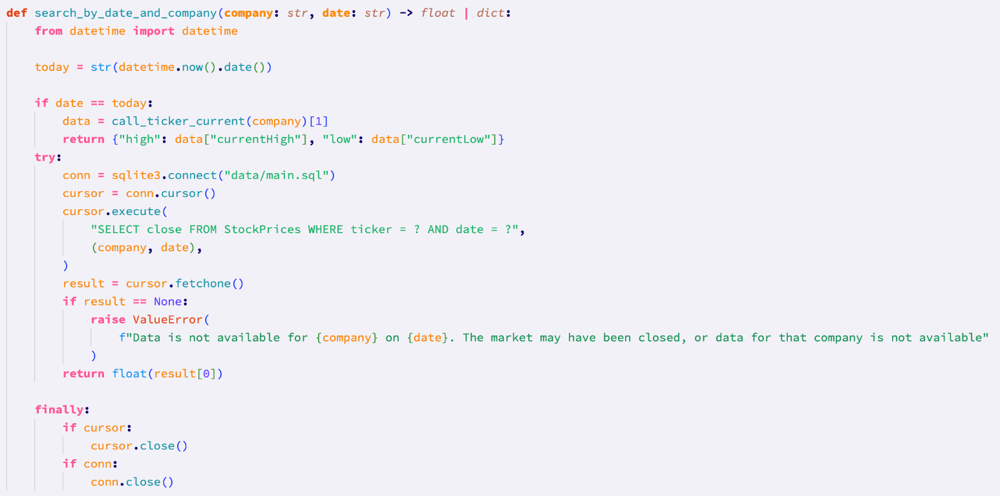 def search_by_date_and_company(company: str, date: str) -> float | dict:
    from datetime import datetime

    today = str(datetime.now().date())

    if date == today:
        data = call_ticker_current(company)[1]
        return {"high": data["currentHigh"], "low": data["currentLow"]}
    try:
        conn = sqlite3.connect("data/main.sql")
        cursor = conn.cursor()
        cursor.execute(
            "SELECT close FROM StockPrices WHERE ticker = ? AND date = ?",
            (company, date),
        )
        result = cursor.fetchone()
        if result == None:
            raise ValueError(
                f"Data is not available for {company} on {date}. The market may have been closed, or data for that company is not available"
            )
        return float(result[0])

    finally:
        if cursor:
            cursor.close()
        if conn:
            conn.close()